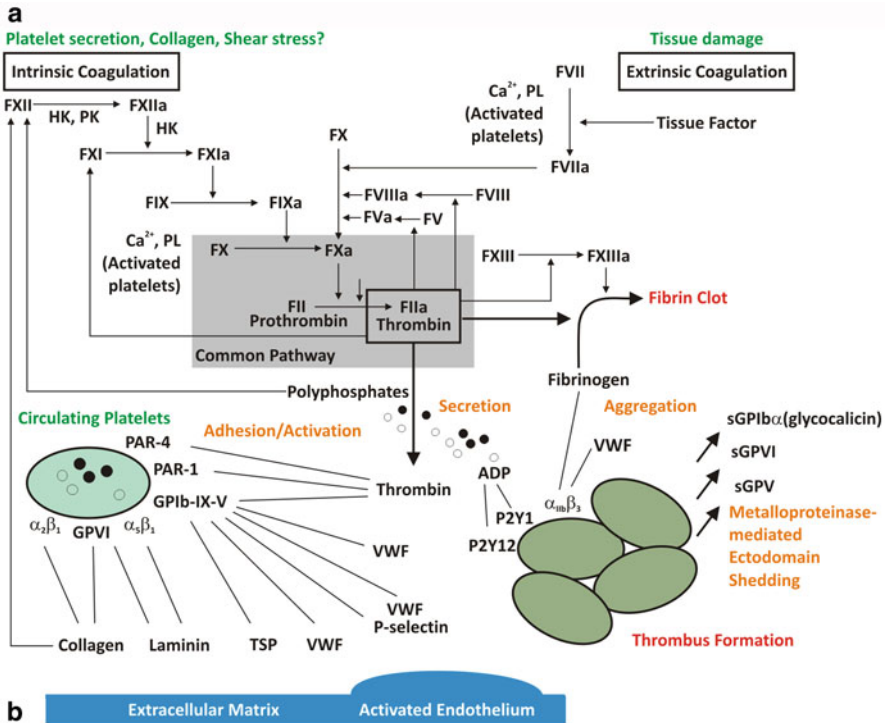 a
Platelet secretion, Collagen, Shear stress?
Tissue damage
Intrinsic Coagulation
FVII
Extrinsic Coagulation
FXII
FXIIa
HK, PK
HK
Ca²⁺, PL
(Activated
platelets)
Tissue Factor
FXI
FXIa
FX
FVIIa
FIX
FIXa
FVIIIa
FVIII
FVa
FV
Ca²⁺, PL
(Activated
platelets)
FX
FXa
FXIII
FXIIIa
FII
Prothrombin
FIIa
Thrombin
Fibrin Clot
Common Pathway
Fibrinogen
Polyphosphates
Circulating Platelets
Adhesion/Activation
Secretion
Aggregation
sGPIbα(glycocalicin)
PAR-4
VWF
sGPVI
PAR-1
ADP
GPIb-IX-V
Thrombin
sGPV
α₂β₁
GPVI
α₅β₁
P2Y1
αIIbβ₃
P2Y12
Metalloproteinase-
mediated
Ectodomain
Shedding
VWF
VWF
P-selectin
Collagen
Laminin
TSP
VWF
Thrombus Formation
b
Extracellular Matrix
Activated Endothelium